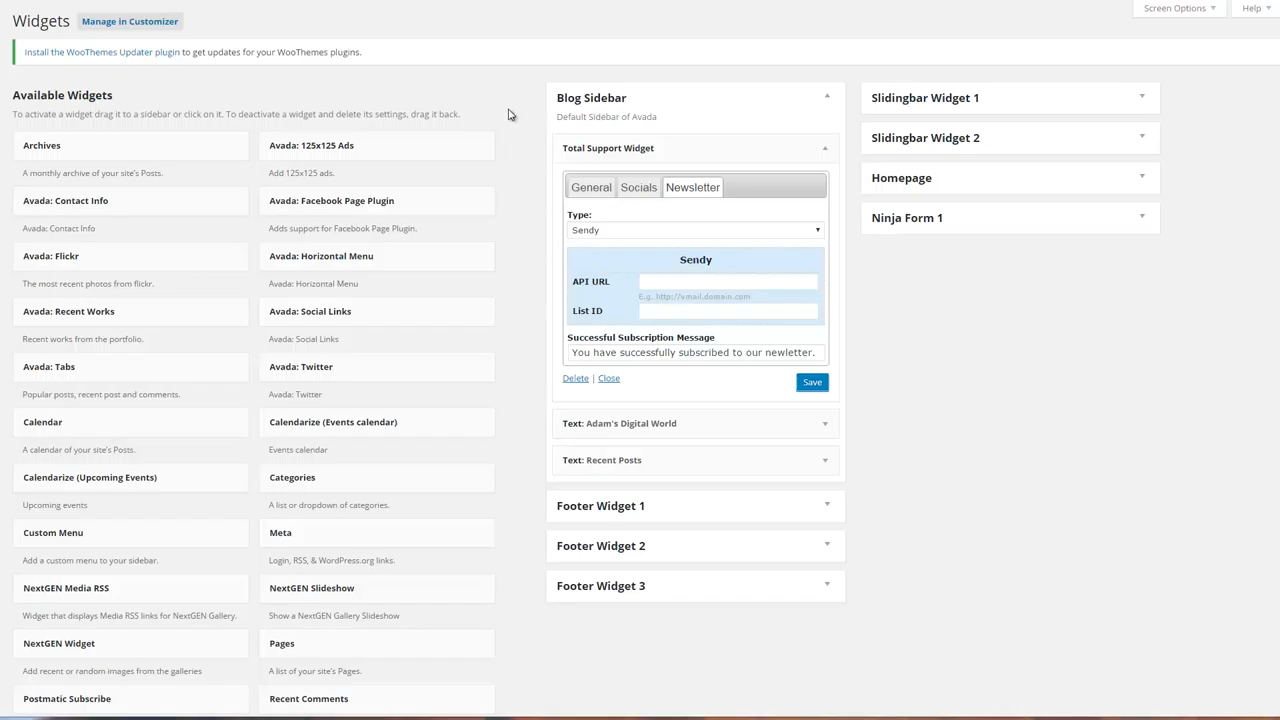 Widgets
Manage in Customizer
Screen Options
Help
Install the WooThemes Updater plugin to get updates for your WooThemes plugins.
Available Widgets
To activate a widget drag it to a sidebar or click on it. To deactivate a widget and delete its settings, drag it back.
Archives
A monthly archive of your site's Posts.
Avada: 125x125 Ads
Add 125x125 ads.
Avada: Contact Info
Avada: Contact Info
Avada: Facebook Page Plugin
Adds support for Facebook Page Plugin.
Avada: Flickr
The most recent photos from flickr.
Avada: Horizontal Menu
Avada: Horizontal Menu
Avada: Recent Works
Recent works from the portfolio.
Avada: Social Links
Avada: Social Links
Avada: Tabs
Popular posts, recent post and comments.
Avada: Twitter
Avada: Twitter
Calendar
A calendar of your site's Posts.
Calendarize (Events calendar)
Events calendar
Calendarize (Upcoming Events)
Upcoming events
Categories
A list or dropdown of categories.
Custom Menu
Add a custom menu to your sidebar.
Meta
Login, RSS, & WordPress.org links.
NextGEN Media RSS
Widget that displays Media RSS links for NextGEN Gallery.
NextGEN Slideshow
Show a NextGEN Gallery Slideshow
NextGEN Widget
Add recent or random images from the galleries
Pages
A list of your site's Pages.
Postmatic Subscribe
Recent Comments
Blog Sidebar
Default Sidebar of Avada
Total Support Widget
General
Socials
Newsletter
Type:
Sendy
Sendy
API URL
E.g. http://vmail.domain.com
List ID
Successful Subscription Message
You have successfully subscribed to our newletter.
Delete | Close
Save
Text: Adam's Digital World
Text: Recent Posts
Footer Widget 1
Footer Widget 2
Footer Widget 3
Slidingbar Widget 1
Slidingbar Widget 2
Homepage
Ninja Form 1